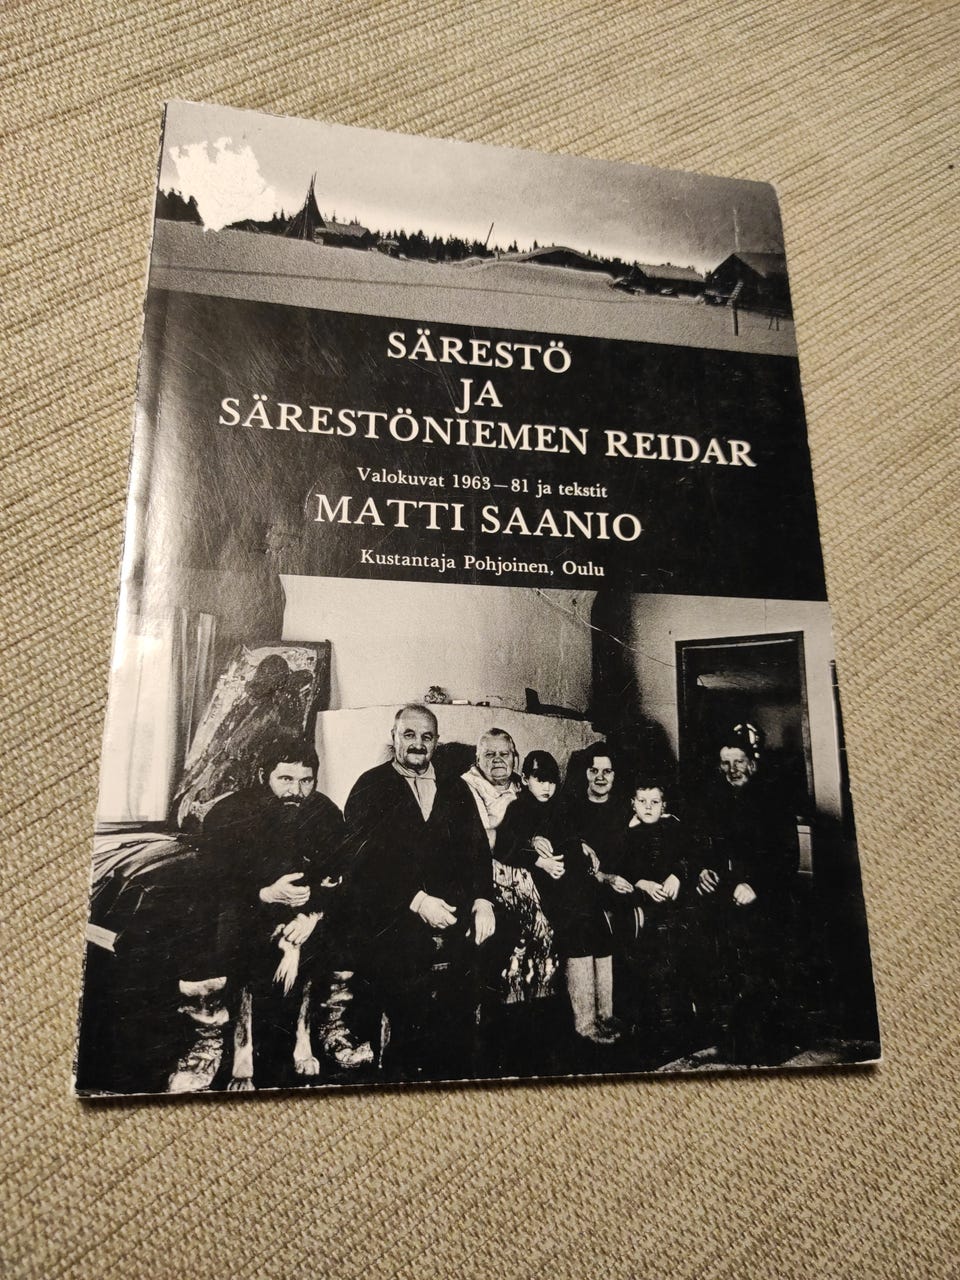 SÄRESTÖ
JA
SÄRESTÖNIEMEN REIDAR
Valokuvat 1963–81 ja tekstit
MATTI SAANIO
Kustantaja Pohjoinen, Oulu